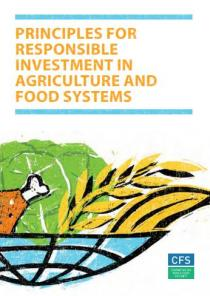 PRINCIPLES FOR
RESPONSIBLE
INVESTMENT IN
AGRICULTURE AND
FOOD SYSTEMS
CFS